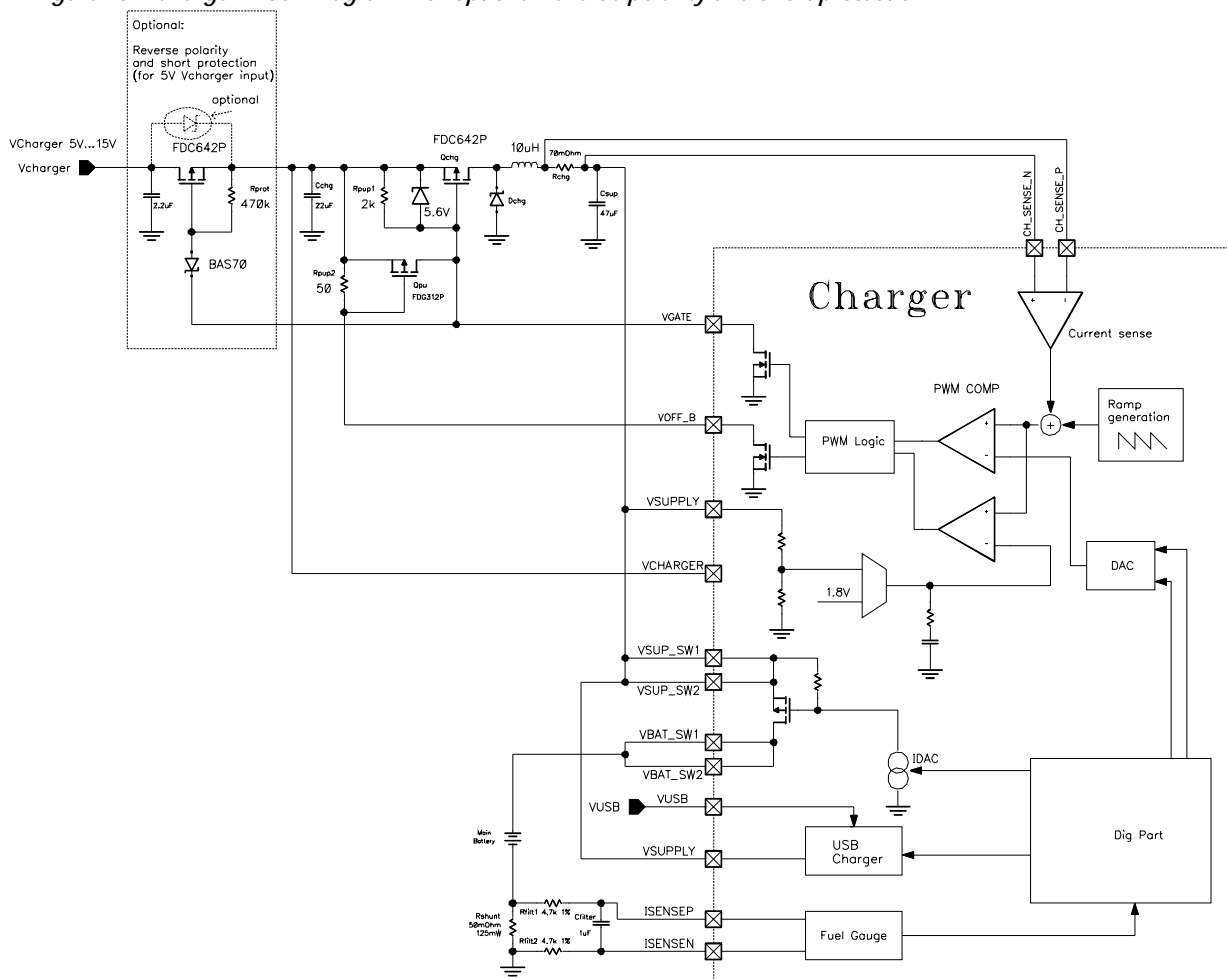 Optional:
Reverse polarity
and short protection
(for 5V Vcharger input)
optional
VCharger 5V...15V
Vcharger
FDC642P
2.2uF
Rprot
470k
BAS70
Cchg
22uF
Rpup1
2k
5.6V
FDC642P
Qchg
Dchg
10uH
70mOhm
Rchg
Csup
47uF
Rpup2
50
Qpu
FDG312P
CH_SENSE_N
CH_SENSE_P
Charger
+
-
Current sense
VGATE
PWM COMP
Ramp
generation
+
+
-
PWM Logic
VOFF_B
+
-
VSUPPLY
VCHARGER
1.8V
DAC
VSUP_SW1
VSUP_SW2
VBAT_SW1
VBAT_SW2
IDAC
VUSB
VUSB
Dig Part
Main
Battery
USB
Charger
VSUPPLY
Rshunt
50mOhm
125mW
Rfilt1 4.7k 1%
Cfilter
1uF
Rfilt2 4.7k 1%
ISENSEP
ISENSEN
Fuel Gauge